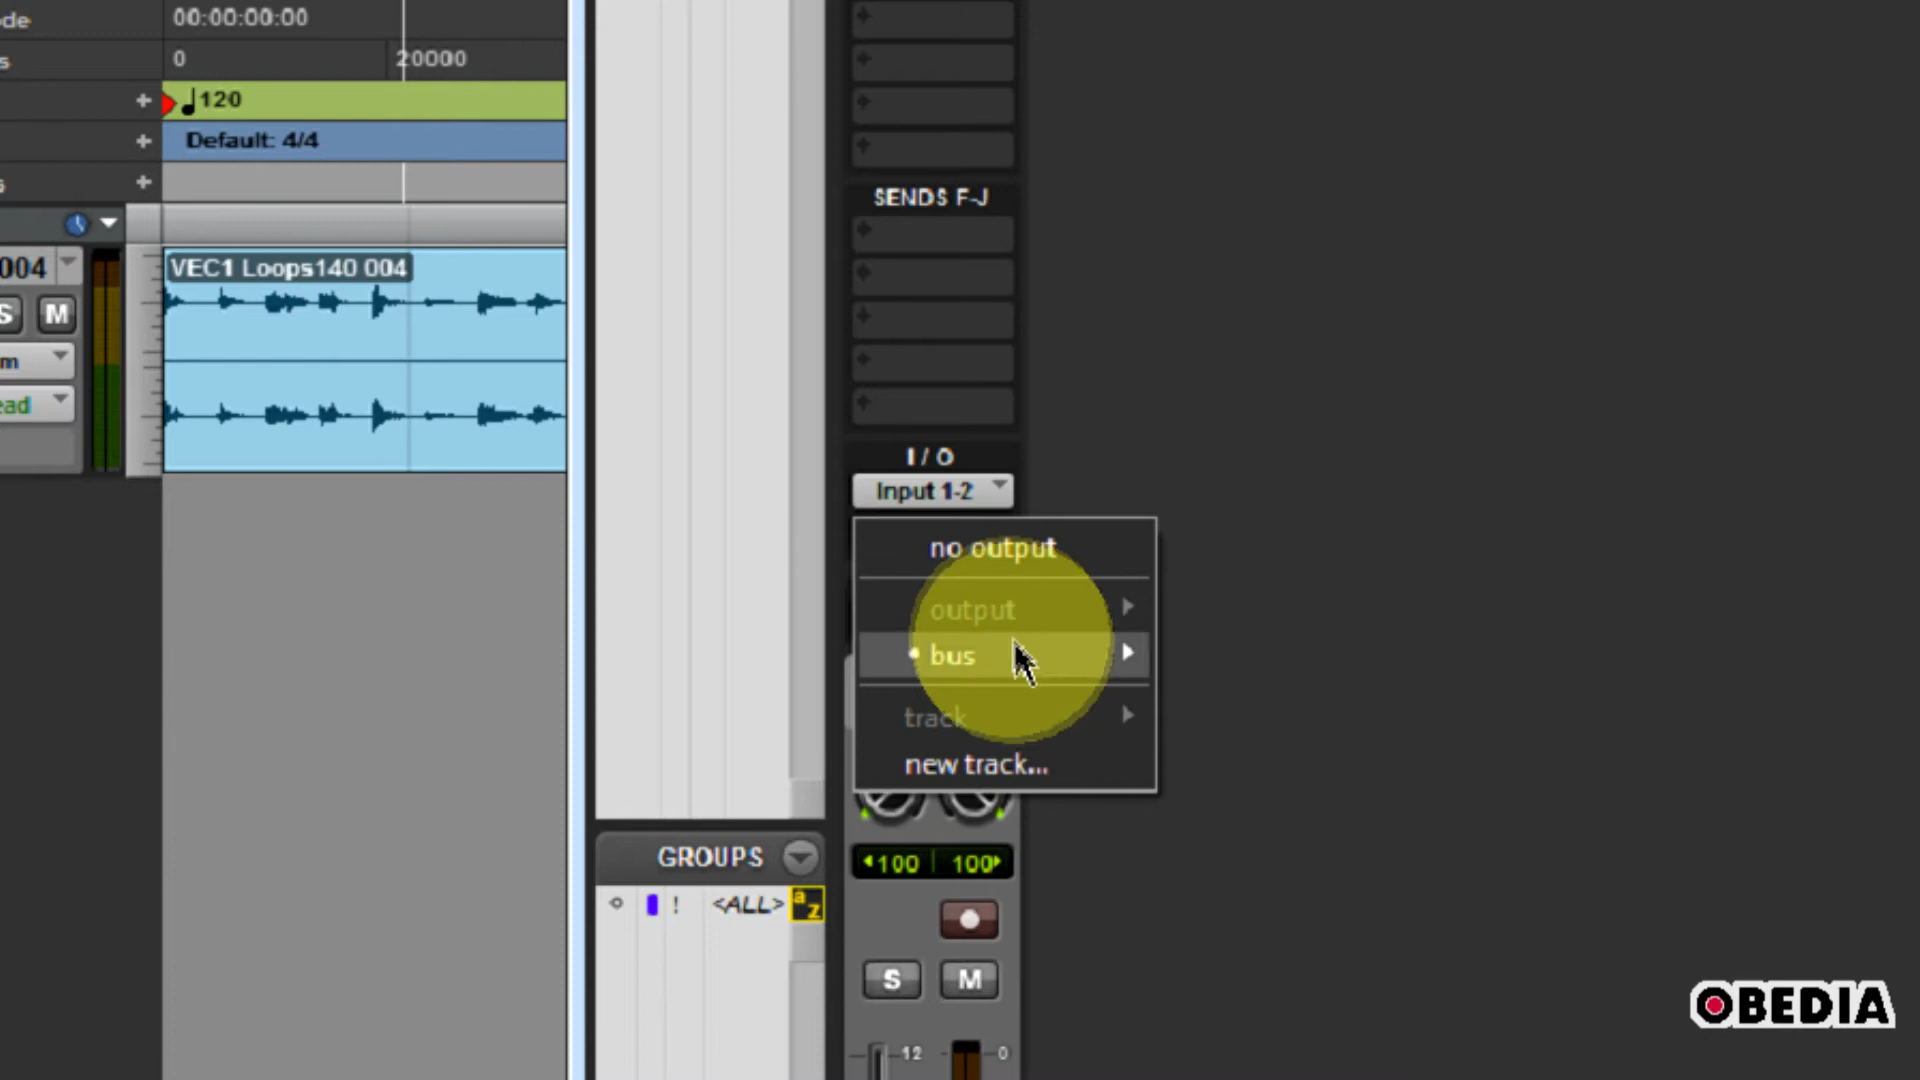 de
00:00:00:00
s
0
20000
120
Default: 4/4
s
004
VEC1 Loops140 004
S M
m
ead
SENDS F-J
I / O
Input 1-2
no output
output
bus
track
new track...
GROUPS
! <ALL> a z
100 100
S M
12 0
OBEDIA